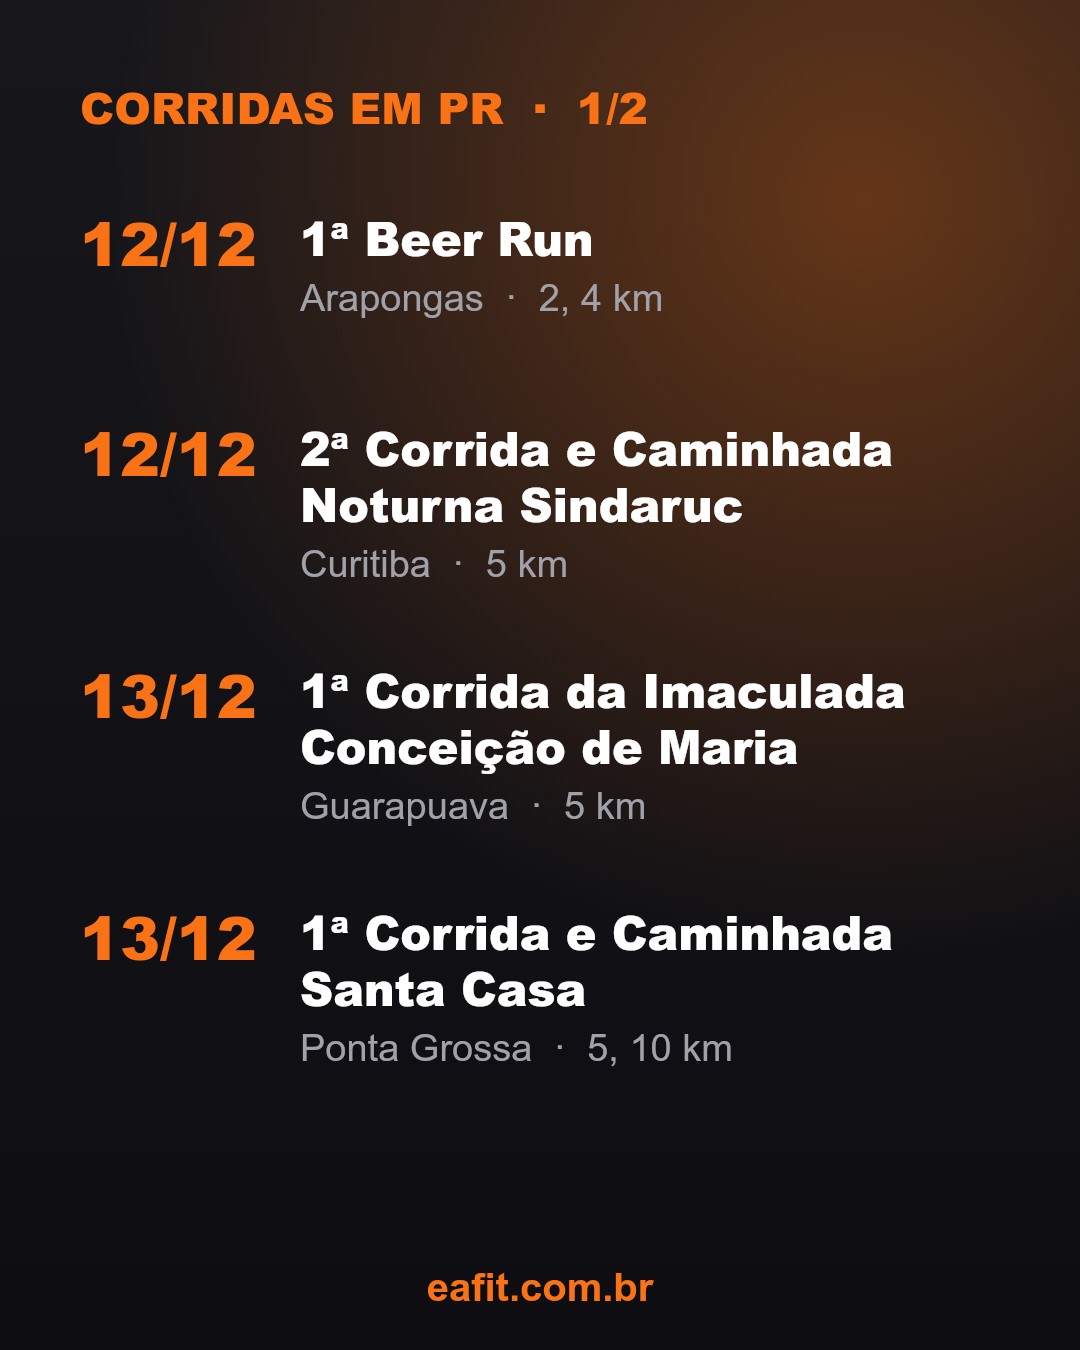 CORRIDAS EM PR · 1/2
12/12 1ª Beer Run
Arapongas · 2, 4 km
12/12 2ª Corrida e Caminhada
Noturna Sindaruc
Curitiba · 5 km
13/12 1ª Corrida da Imaculada
Conceição de Maria
Guarapuava · 5 km
13/12 1ª Corrida e Caminhada
Santa Casa
Ponta Grossa · 5, 10 km
eafit.com.br